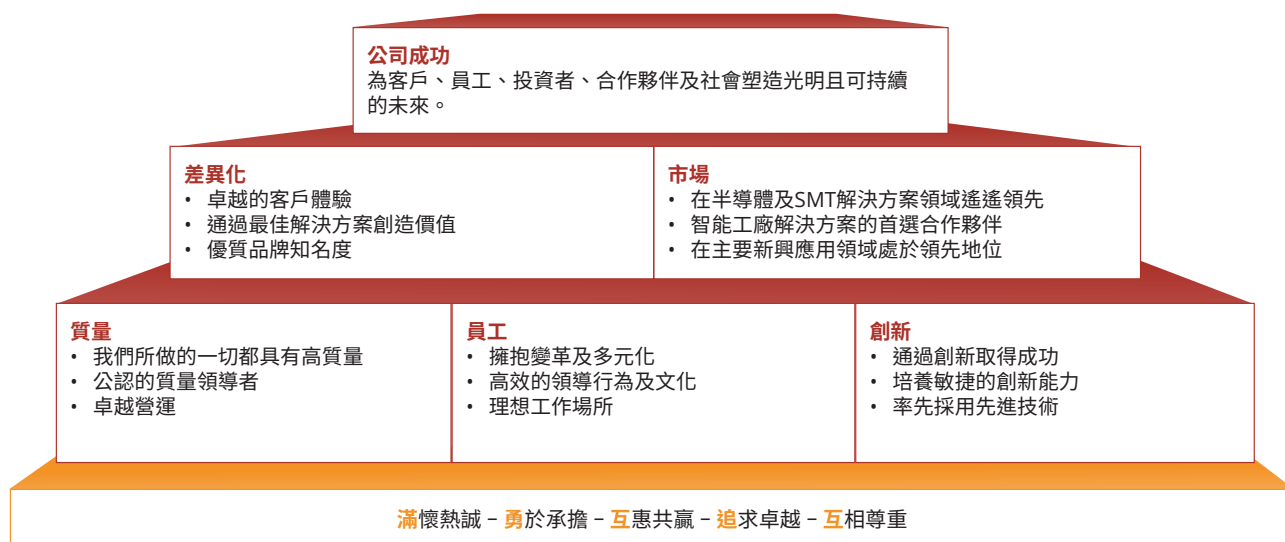 公司成功
為客戶、員工、投資者、合作夥伴及社會塑造光明且可持續
的未來。
差異化
• 卓越的客戶體驗
• 通過最佳解決方案創造價值
• 優質品牌知名度
市場
• 在半導體及SMT解決方案領域遙遙領先
• 智能工廠解決方案的首選合作夥伴
• 在主要新興應用領域處於領先地位
質量
• 我們所做的一切都具有高質量
• 公認的質量領導者
• 卓越營運
員工
• 擁抱變革及多元化
• 高效的領導行為及文化
• 理想工作場所
創新
• 通過創新取得成功
• 培養敏捷的創新能力
• 率先採用先進技術
滿懷熱誠 – 勇於承擔 – 互惠共贏 – 追求卓越 – 互相尊重